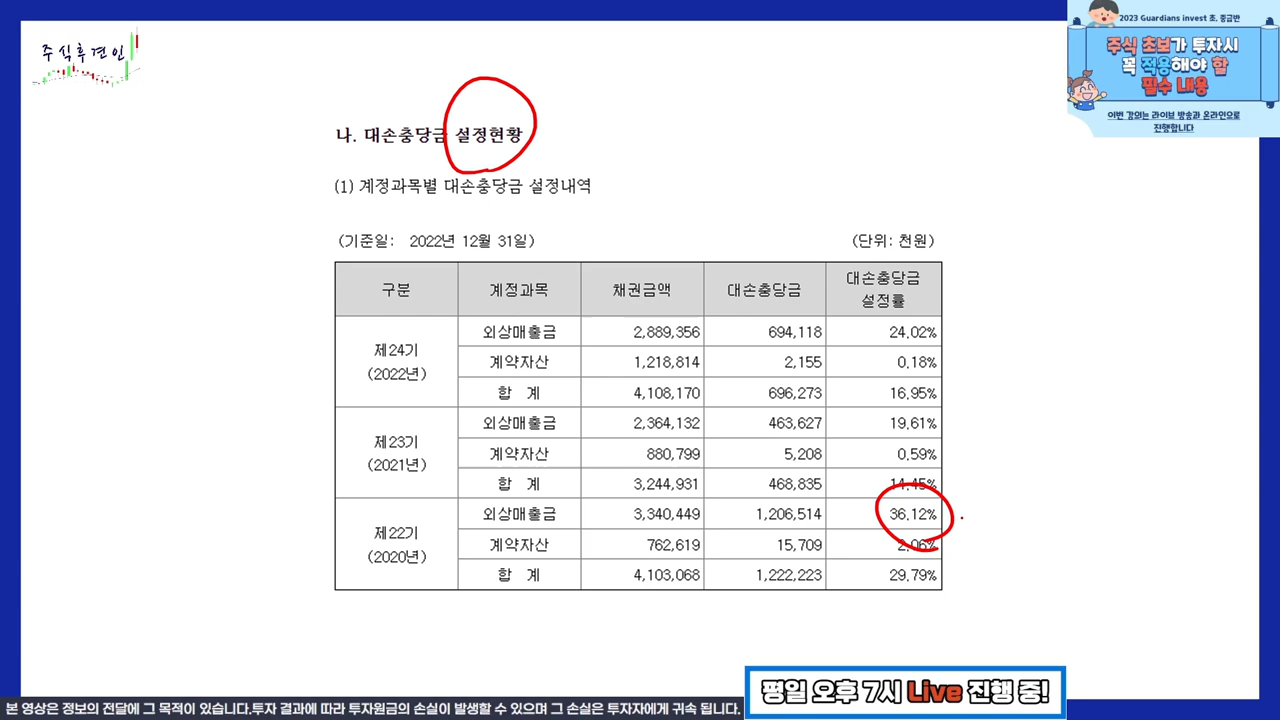 주식후견인
2023 Guardians invest 초, 중급반
주식 초보가 투자시
꼭 적용해야 할
필수 내용
이번 강의는 라이브 방송과 온라인으로
진행합니다
나. 대손충당금 설정현황
(1) 계정과목별 대손충당금 설정내역
(기준일: 2022년 12월 31일) (단위: 천원)
구분 계정과목 채권금액 대손충당금 대손충당금 설정률
제24기 (2022년) 외상매출금 2,889,356 694,118 24.02%
계약자산 1,218,814 2,155 0.18%
합 계 4,108,170 696,273 16.95%
제23기 (2021년) 외상매출금 2,364,132 463,627 19.61%
계약자산 880,799 5,208 0.59%
합 계 3,244,931 468,835 14.45%
제22기 (2020년) 외상매출금 3,340,449 1,206,514 36.12%
계약자산 762,619 15,709 2.06%
합 계 4,103,068 1,222,223 29.79%
평일 오후 7시 Live 진행 중!
본 영상은 정보의 전달에 그 목적이 있습니다.투자 결과에 따라 투자원금의 손실이 발생할 수 있으며 그 손실은 투자자에게 귀속 됩니다.